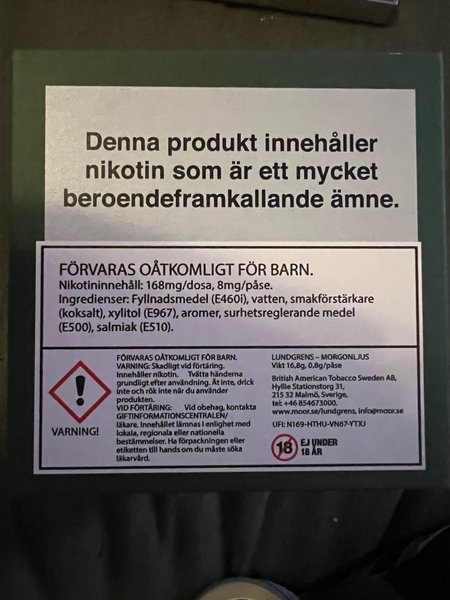 Denna produkt innehåller
nikotin som är ett mycket
beroendeframkallande ämne.
FÖRVARAS OÅTKOMLIGT FÖR BARN.
Nikotininnehåll: 168mg/dosa, 8mg/påse.
Ingredienser: Fyllnadsmedel (E460i), vatten, smakförstärkare
(koksalt), xylitol (E967), aromer, surhetsreglerande medel
(E500), salmiak (E510).
VARNING!
FÖRVARAS OÅTKOMLIGT FÖR BARN.
VARNING: Skadligt vid förtäring.
Innehåller nikotin. Tvätta händerna
grundligt efter användning. Ät inte, drick
inte och rök inte när du använder
produkten.
VID FÖRTÄRING: Vid obehag, kontakta
GIFTINFORMATIONSCENTRALEN/
läkare. Innehållet lämnas i enlighet med
lokala, regionala eller nationella
bestämmelser. Ha förpackningen eller
etiketten till hands om du måste söka
läkarvård.
LUNDGRENS – MORGONLJUS
Vikt 16,8g, 0.8g/påse
British American Tobacco Sweden AB,
Hyllie Stationstorg 31,
215 32 Malmö, Sverige,
tel: +46 854673000,
www.moor.se/lundgrens, info@moor.se
UFI: N169-HTHU-VN67-YTXJ
18 EJ UNDER
18 ÅR